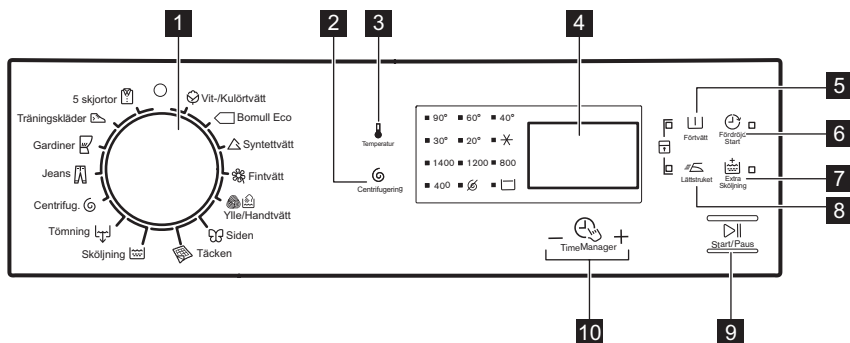 1
2
3
4
5
6
7
8
9
10
5 skjortor
Träningskläder
Gardiner
Jeans
Centrifug.
Tömning
Sköljning
Vit-/Kulörtvätt
Bomull Eco
Syntettvätt
Fintvätt
Ylle/Handtvätt
Siden
Täcken
Temperatur
Centrifugering
90° 60° 40°
30° 20°
1400 1200 800
400
TimeManager
Förtvätt
Fördröjd
Start
Lättstruket
Extra
Sköljning
Start/Paus